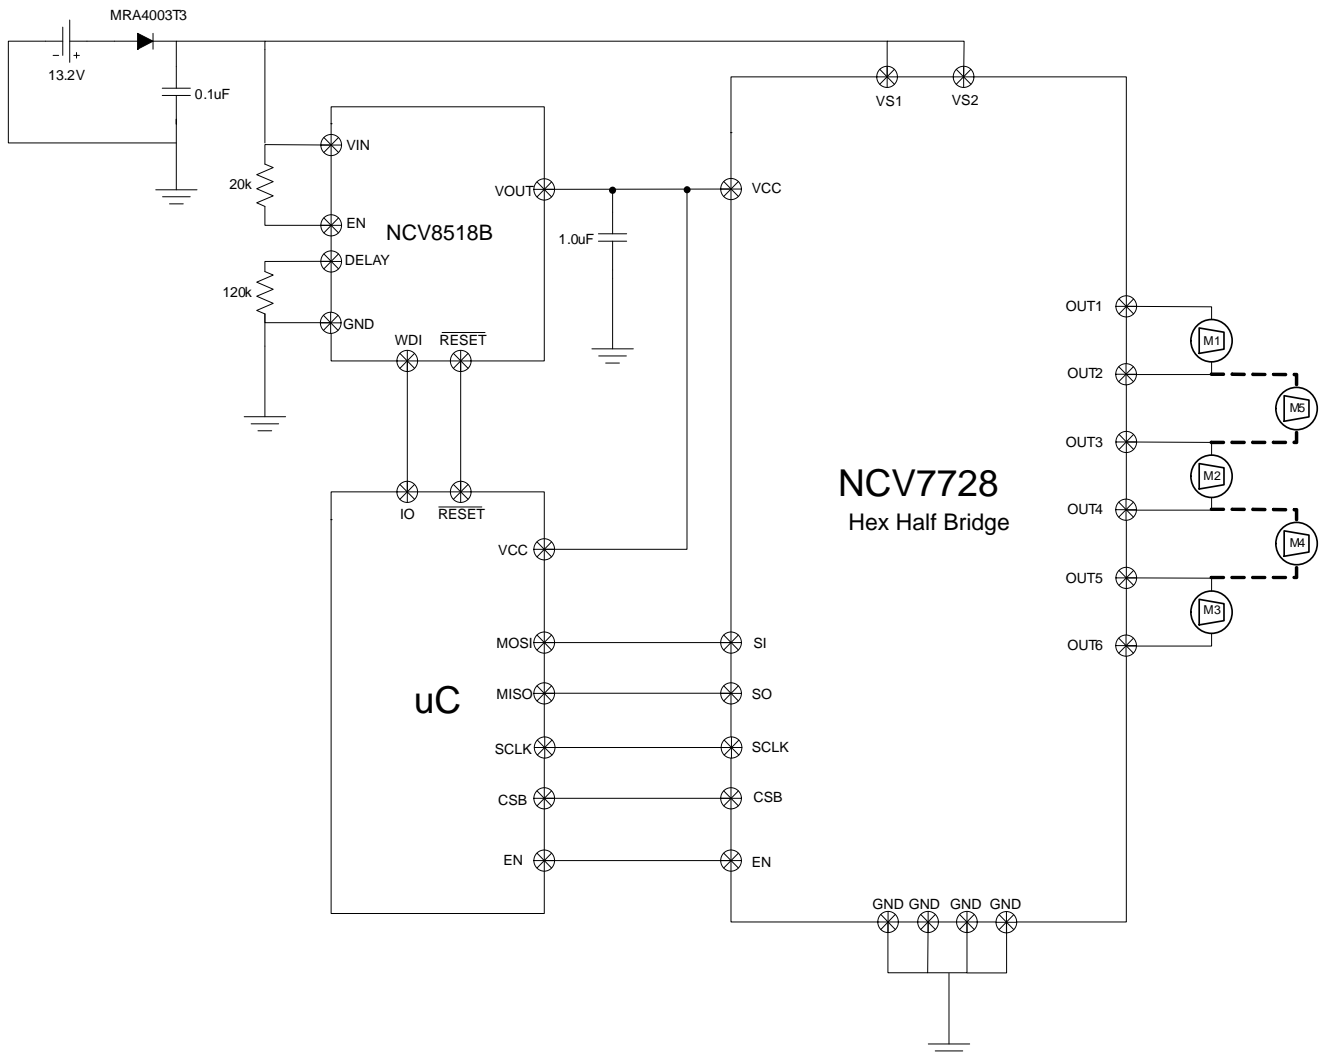 MRA4003T3
- +
13.2V
0.1uF
VS1
VS2
VIN
20k
EN
DELAY
120k
GND
NCV8518B
VOUT
WDI
RESET
1.0uF
VCC
IO
RESET
VCC
MOSI
MISO
SCLK
CSB
EN
uC
SI
SO
SCLK
CSB
EN
NCV7728
Hex Half Bridge
OUT1
OUT2
OUT3
OUT4
OUT5
OUT6
M1
M5
M2
M4
M3
GND GND GND GND